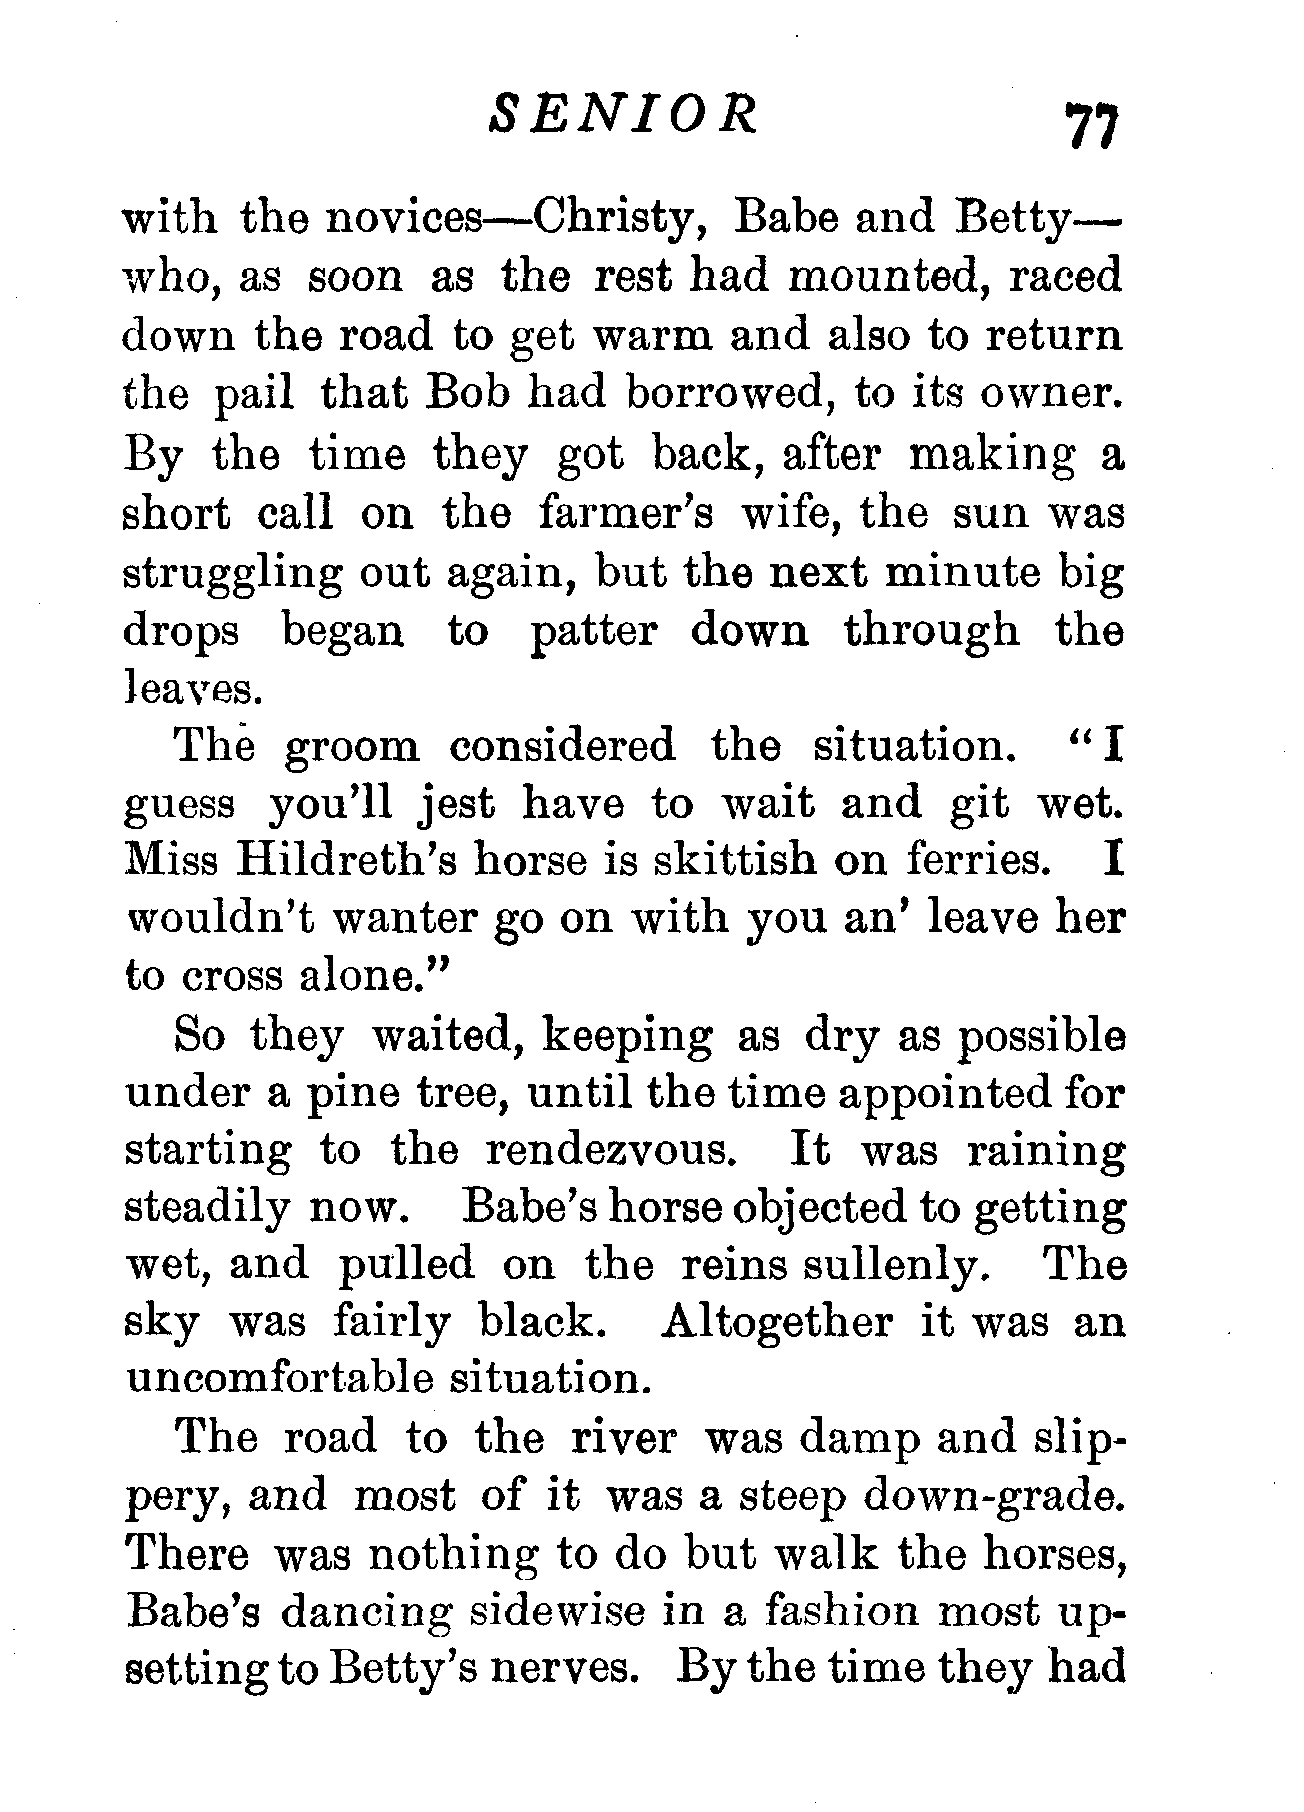 SENIOR 77
with the novices—Christy, Babe and Betty—
who, as soon as the rest had mounted, raced
down the road to get warm and also to return
the pail that Bob had borrowed, to its owner.
By the time they got back, after making a
short call on the farmer's wife, the sun was
struggling out again, but the next minute big
drops began to patter down through the
leaves.
The groom considered the situation. "I
guess you'll jest have to wait and git wet.
Miss Hildreth's horse is skittish on ferries. I
wouldn't wanter go on with you an' leave her
to cross alone."
So they waited, keeping as dry as possible
under a pine tree, until the time appointed for
starting to the rendezvous. It was raining
steadily now. Babe's horse objected to getting
wet, and pulled on the reins sullenly. The
sky was fairly black. Altogether it was an
uncomfortable situation.
The road to the river was damp and slip-
pery, and most of it was a steep down-grade.
There was nothing to do but walk the horses,
Babe's dancing sidewise in a fashion most up-
setting to Betty's nerves. By the time they had